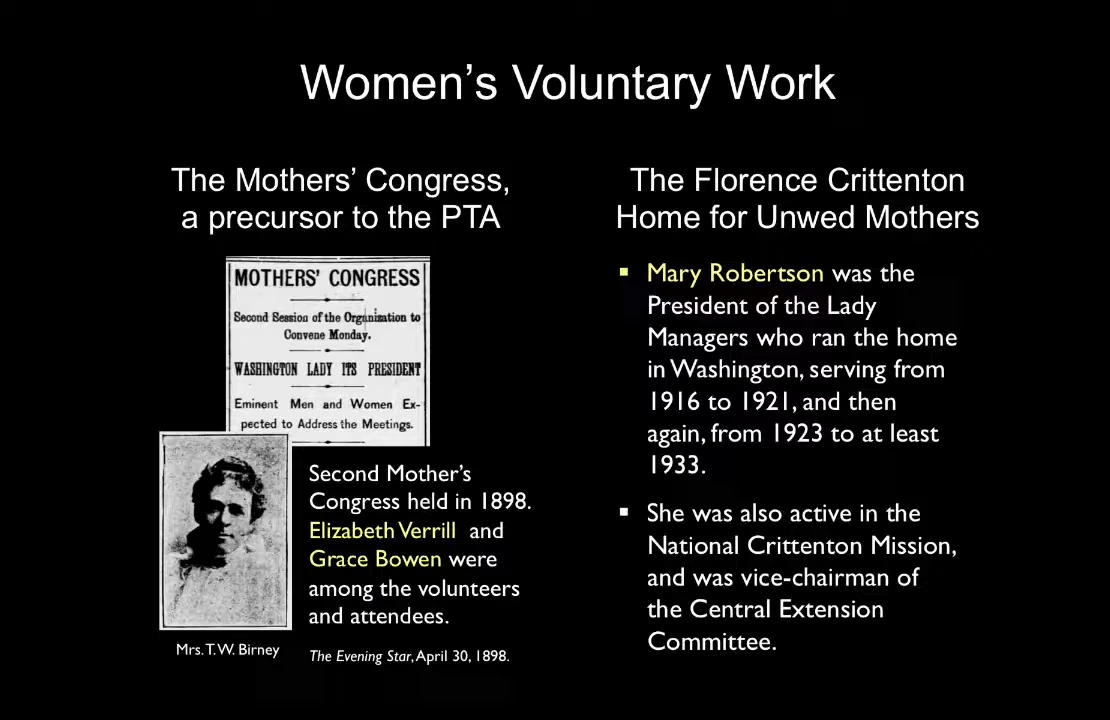 Women’s Voluntary Work
The Mothers’ Congress,
a precursor to the PTA
MOTHERS’ CONGRESS
Second Session of the Organization to
Convene Monday.
WASHINGTON LADY ITS PRESIDENT
Eminent Men and Women Ex-
pected to Address the Meetings.
Mrs. T. W. Birney
Second Mother’s
Congress held in 1898.
Elizabeth Verrill and
Grace Bowen were
among the volunteers
and attendees.
The Evening Star, April 30, 1898.
The Florence Crittenton
Home for Unwed Mothers
▪ Mary Robertson was the
President of the Lady
Managers who ran the home
in Washington, serving from
1916 to 1921, and then
again, from 1923 to at least
1933.
▪ She was also active in the
National Crittenton Mission,
and was vice-chairman of
the Central Extension
Committee.